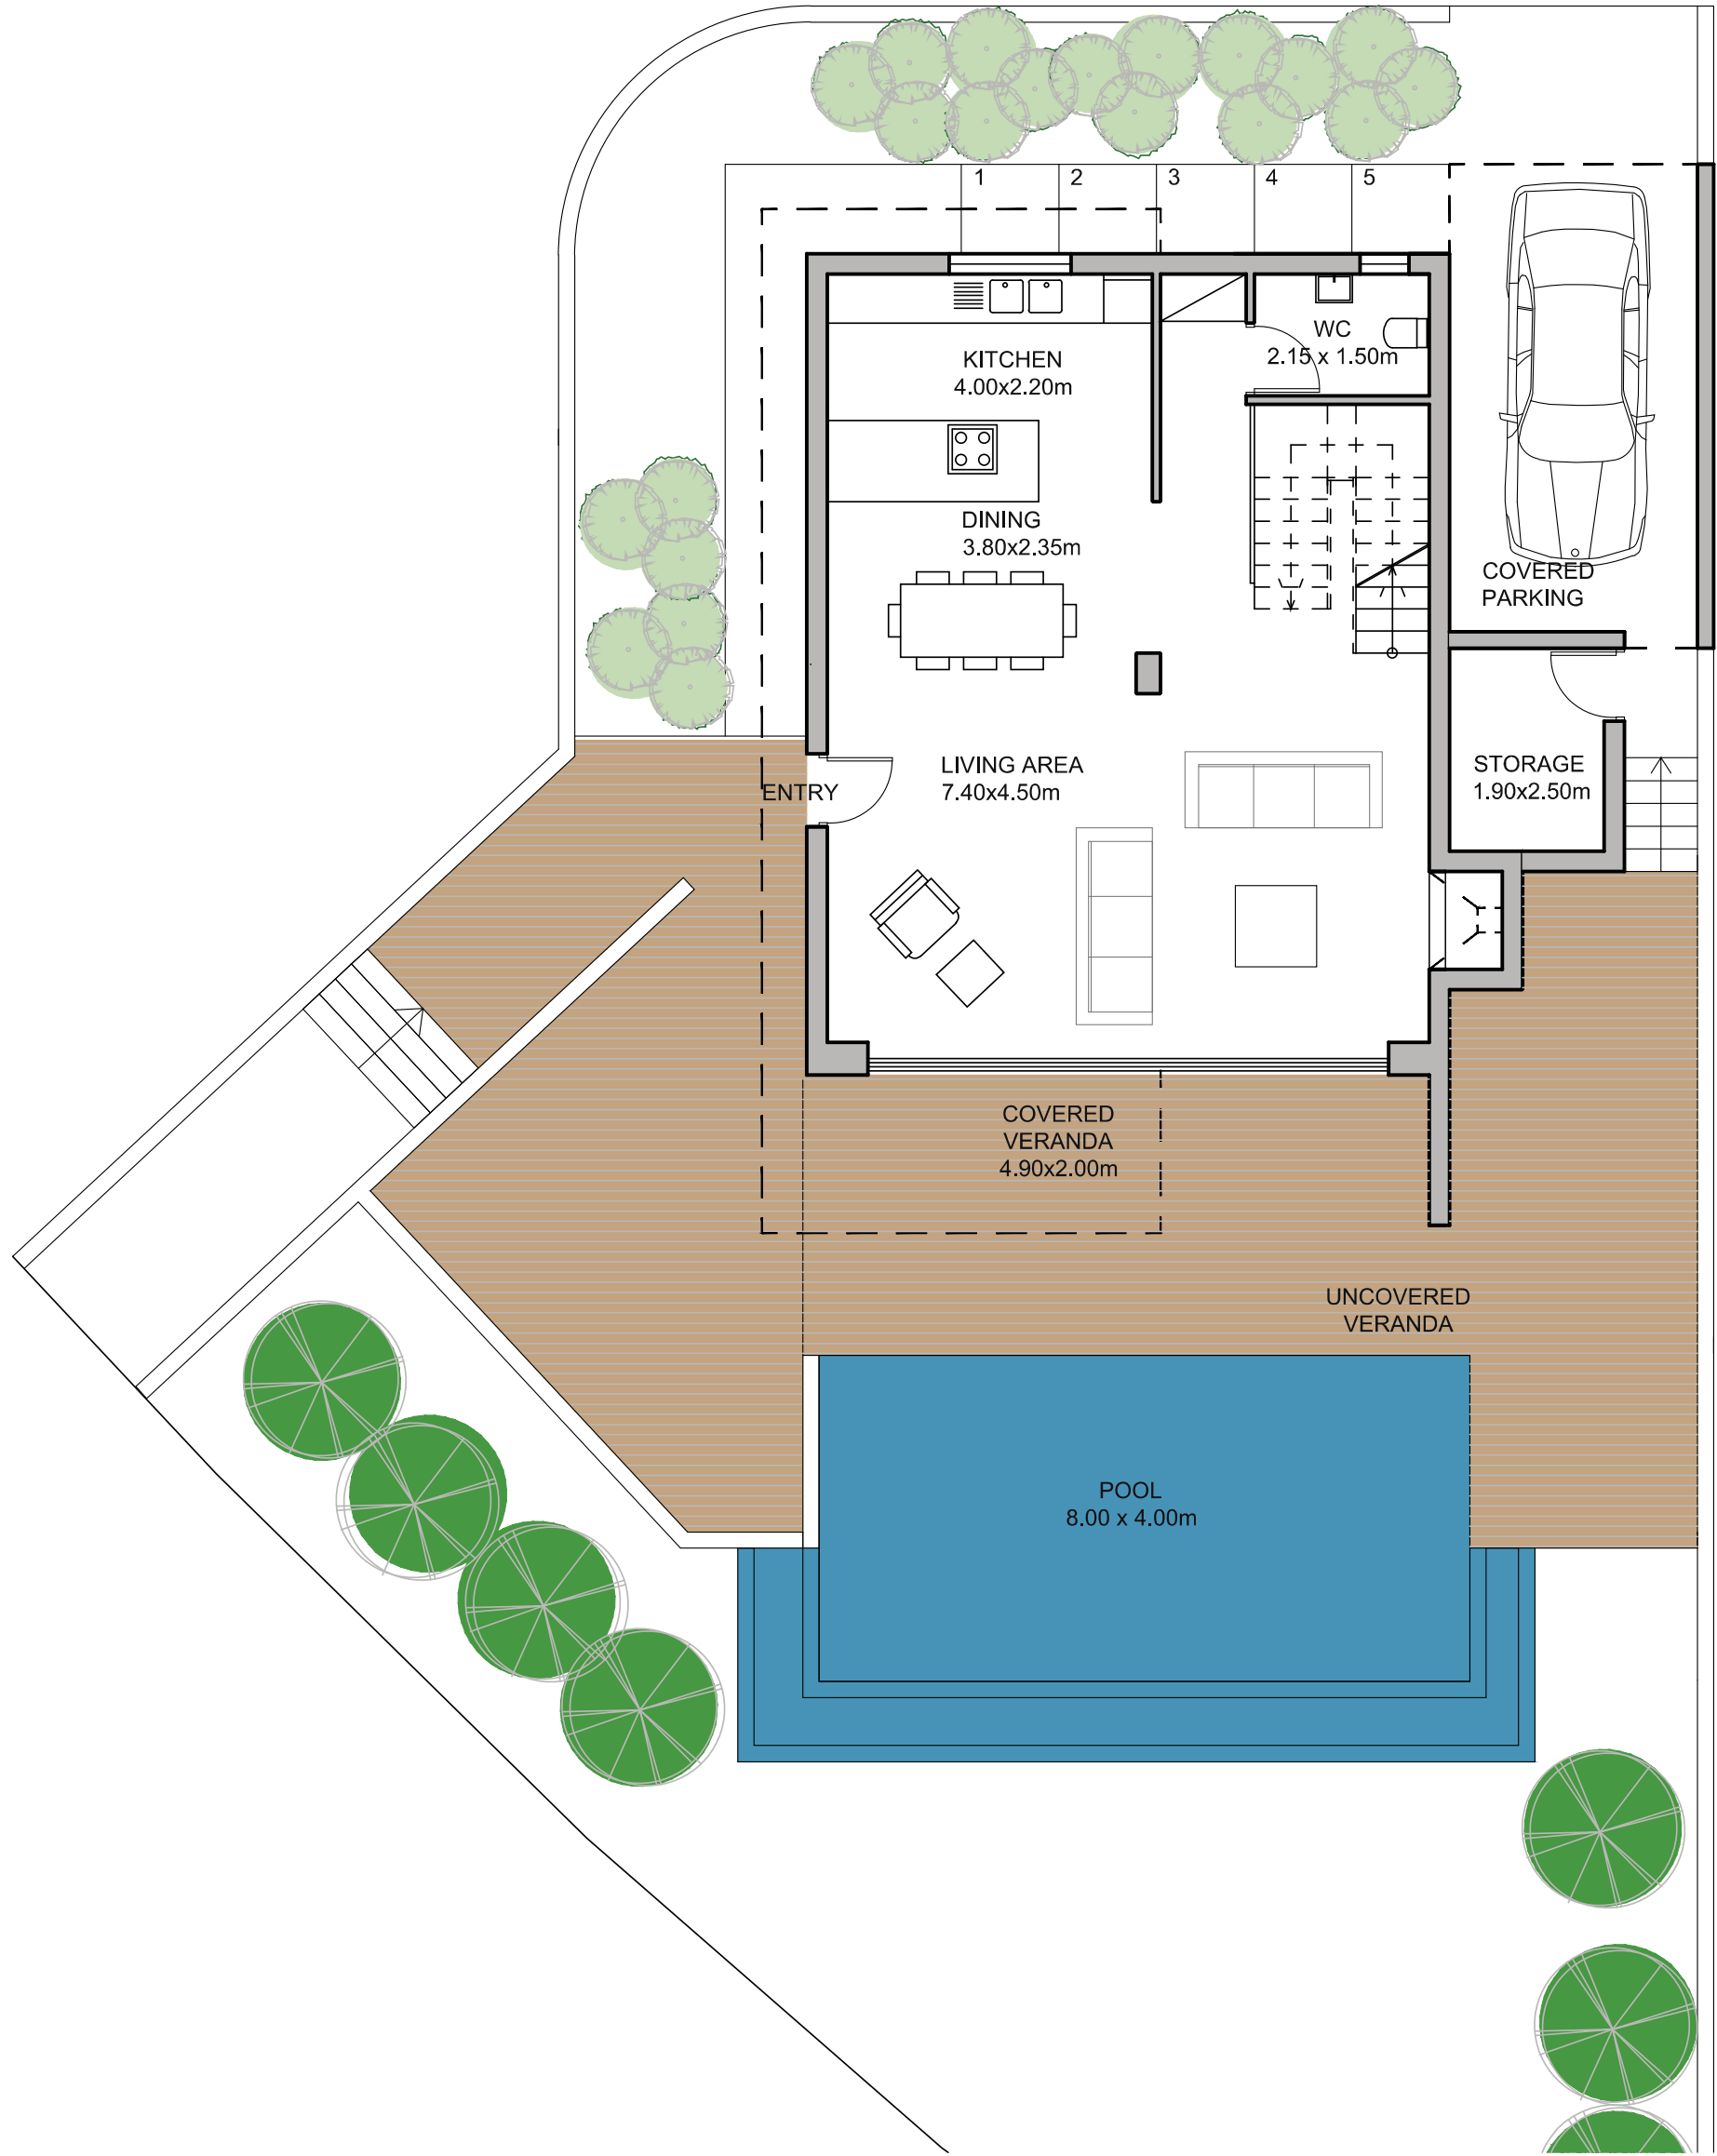 1
2
3
4
5
KITCHEN
4.00x2.20m
WC
2.15 x 1.50m
DINING
3.80x2.35m
COVERED
PARKING
ENTRY
LIVING AREA
7.40x4.50m
STORAGE
1.90x2.50m
COVERED
VERANDA
4.90x2.00m
UNCOVERED
VERANDA
POOL
8.00 x 4.00m